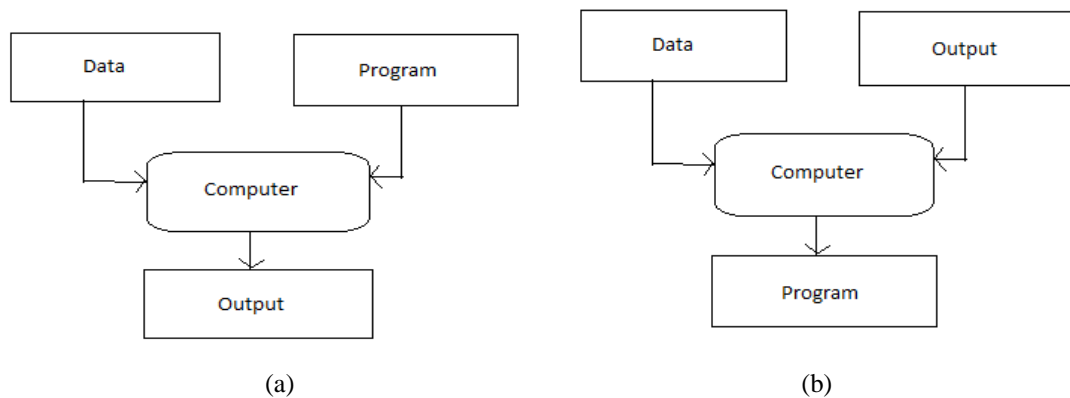 Data
Program
Computer
Output
(a)
Data
Output
Computer
Program
(b)